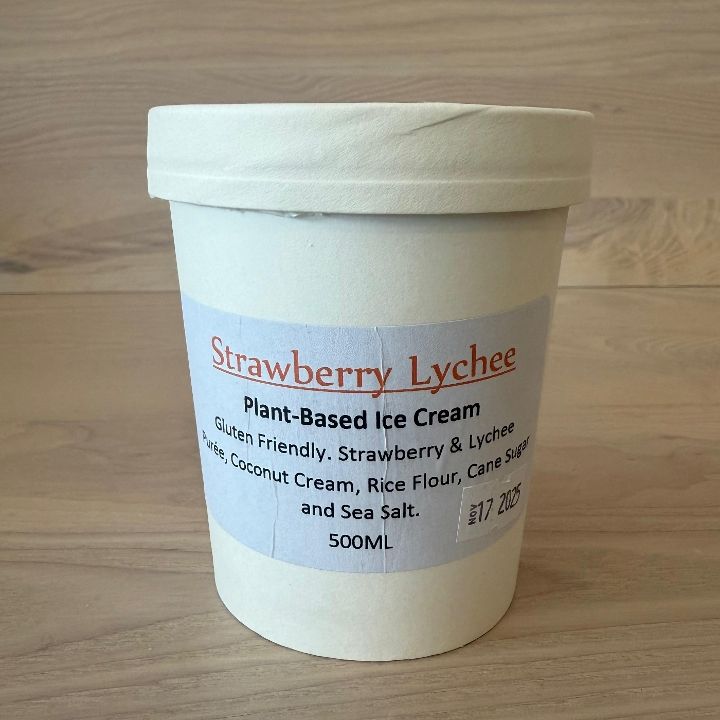 Strawberry Lychee
Plant-Based Ice Cream
Gluten Friendly. Strawberry & Lychee
Purée, Coconut Cream, Rice Flour, Cane Sugar
and Sea Salt.
NOV 17 2025
500ML